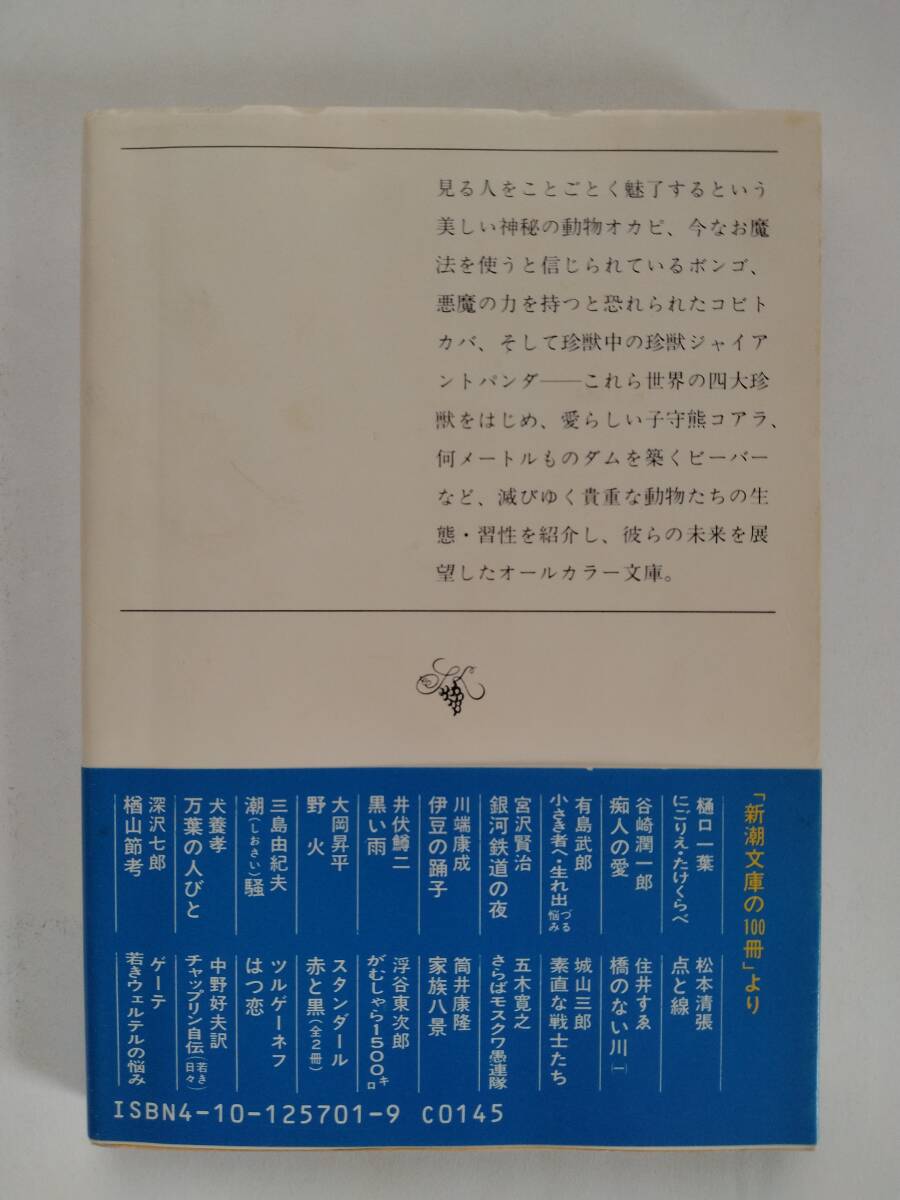 見る人をことごとく魅了するという
美しい神秘の動物オカピ、今なお魔
法を使うと信じられているボンゴ、
悪魔の力を持つと恐れられたコビト
カバ、そして珍獣中の珍獣ジャイア
ントパンダ――これら世界の四大珍
獣をはじめ、愛らしい子守熊コアラ、
何メートルものダムを築くビーバー
など、滅びゆく貴重な動物たちの生
態・習性を紹介し、彼らの未来を展
望したオールカラー文庫。
「新潮文庫の100冊」より
樋口一葉
にごりえ・たけくらべ
谷崎潤一郎
痴人の愛
有島武郎
小さき者へ・生れ出づる悩み
宮沢賢治
銀河鉄道の夜
川端康成
伊豆の踊子
井伏鱒二
黒い雨
大岡昇平
野火
三島由紀夫
潮(しおさい)騒
犬養孝
万葉の人びと
深沢七郎
楢山節考
松本清張
点と線
住井すゑ
橋のない川(一)
城山三郎
素直な戦士たち
五木寛之
さらばモスクワ愚連隊
筒井康隆
家族八景
浮谷東次郎
がむしゃら1500キロ
スタンダール
赤と黒(全2冊)
ツルゲーネフ
はつ恋
中野好夫訳
チャップリン自伝(若き日々)
ゲーテ
若きウェルテルの悩み
ISBN4-10-125701-9 C0145